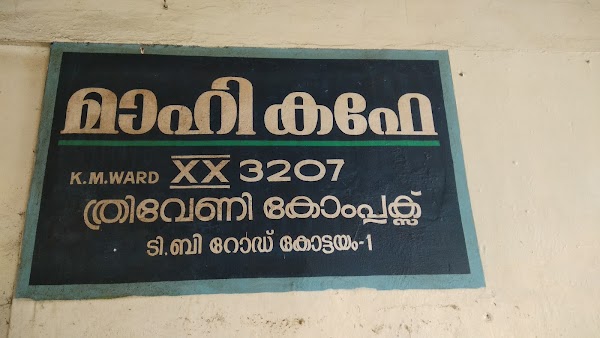 മാഹി കഫേ
K.M.WARD XX 3207
ത്രിവേണി കോംപ്ലക്സ്
ടി.ബി റോഡ് കോട്ടയം-1